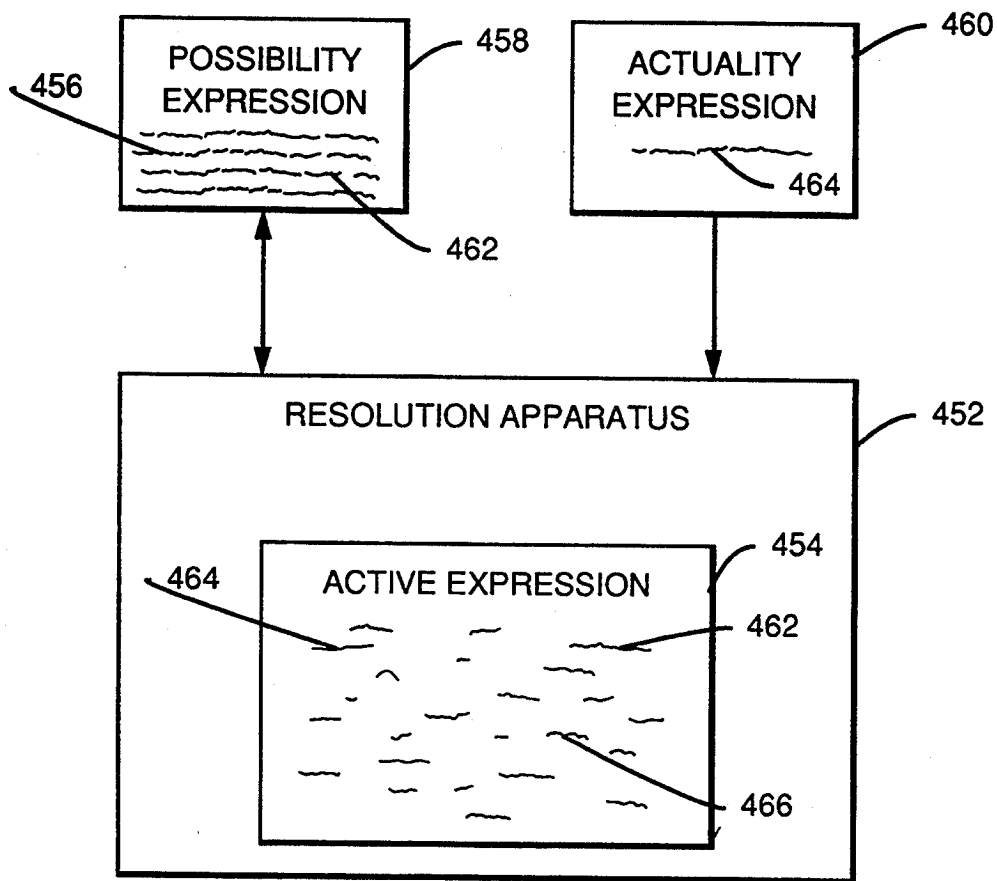 POSSIBILITY
EXPRESSION
458
456
462
ACTUALITY
EXPRESSION
460
464
RESOLUTION APPARATUS
452
ACTIVE EXPRESSION
454
464
462
466